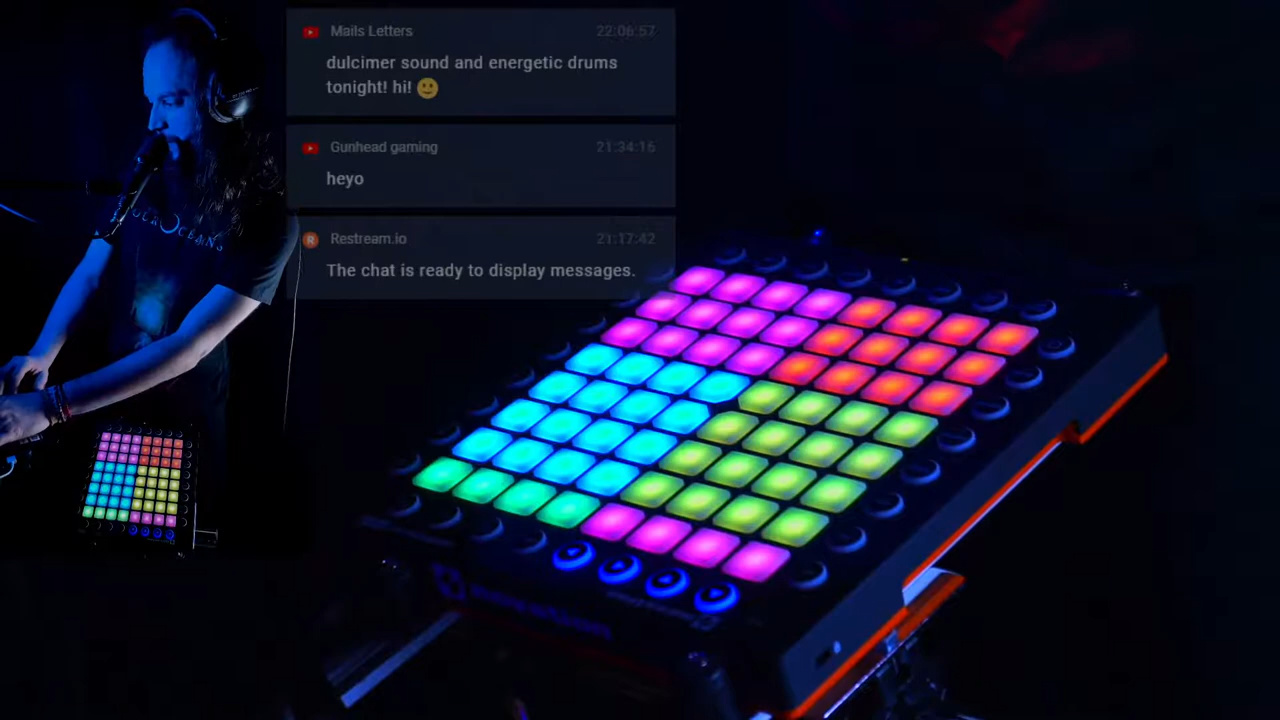 Mails Letters 22:06:57
dulcimer sound and energetic drums
tonight! hi! 🙂
Gunhead gaming 21:34:16
heyo
R Restream.io 21:17:42
The chat is ready to display messages.